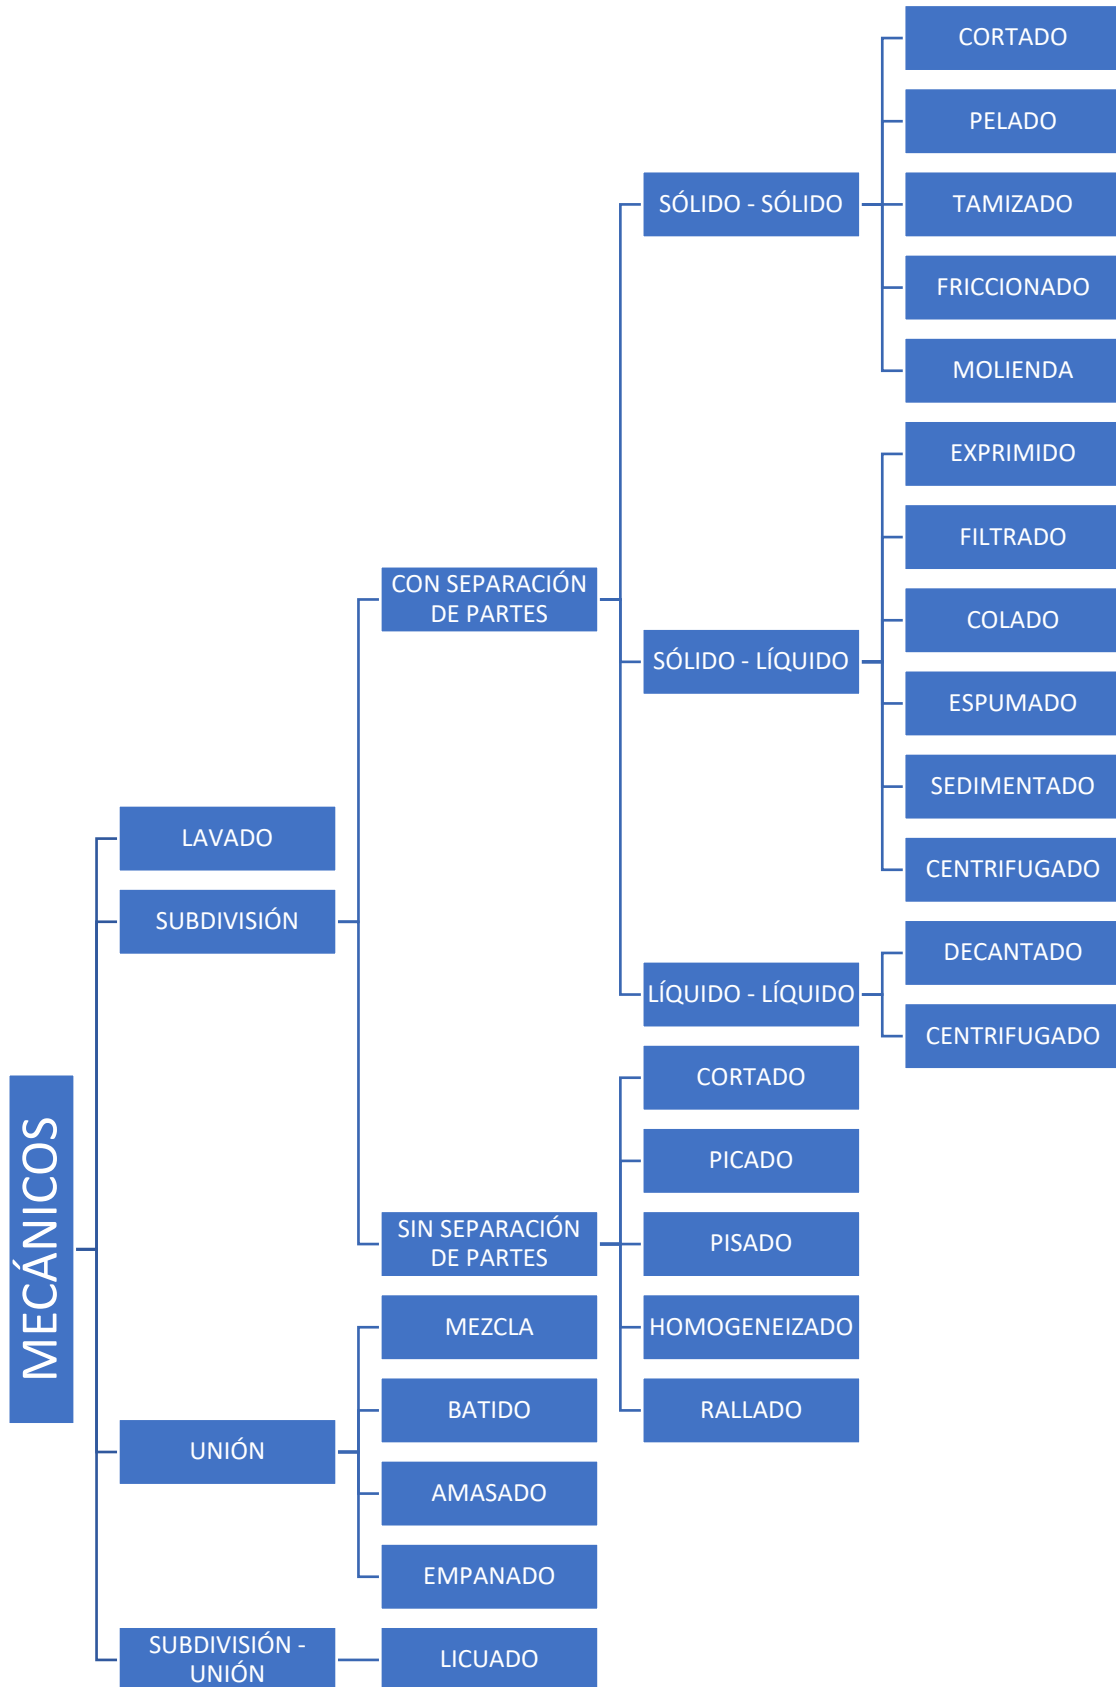 MECÁNICOS
LAVADO
SUBDIVISIÓN
CON SEPARACIÓN
DE PARTES
SÓLIDO - SÓLIDO
CORTADO
PELADO
TAMIZADO
FRICCIONADO
MOLIENDA
SÓLIDO - LÍQUIDO
EXPRIMIDO
FILTRADO
COLADO
ESPUMADO
SEDIMENTADO
CENTRIFUGADO
LÍQUIDO - LÍQUIDO
DECANTADO
CENTRIFUGADO
SIN SEPARACIÓN
DE PARTES
CORTADO
PICADO
PISADO
HOMOGENEIZADO
RALLADO
UNIÓN
MEZCLA
BATIDO
AMASADO
EMPANADO
SUBDIVISIÓN -
UNIÓN
LICUADO